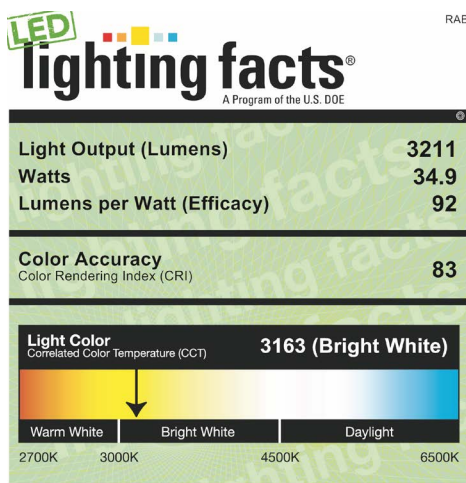 RAB
LED
lighting facts®
A Program of the U.S. DOE
Light Output (Lumens) 3211
Watts 34.9
Lumens per Watt (Efficacy) 92
Color Accuracy
Color Rendering Index (CRI) 83
Light Color
Correlated Color Temperature (CCT) 3163 (Bright White)
Warm White Bright White Daylight
2700K 3000K 4500K 6500K